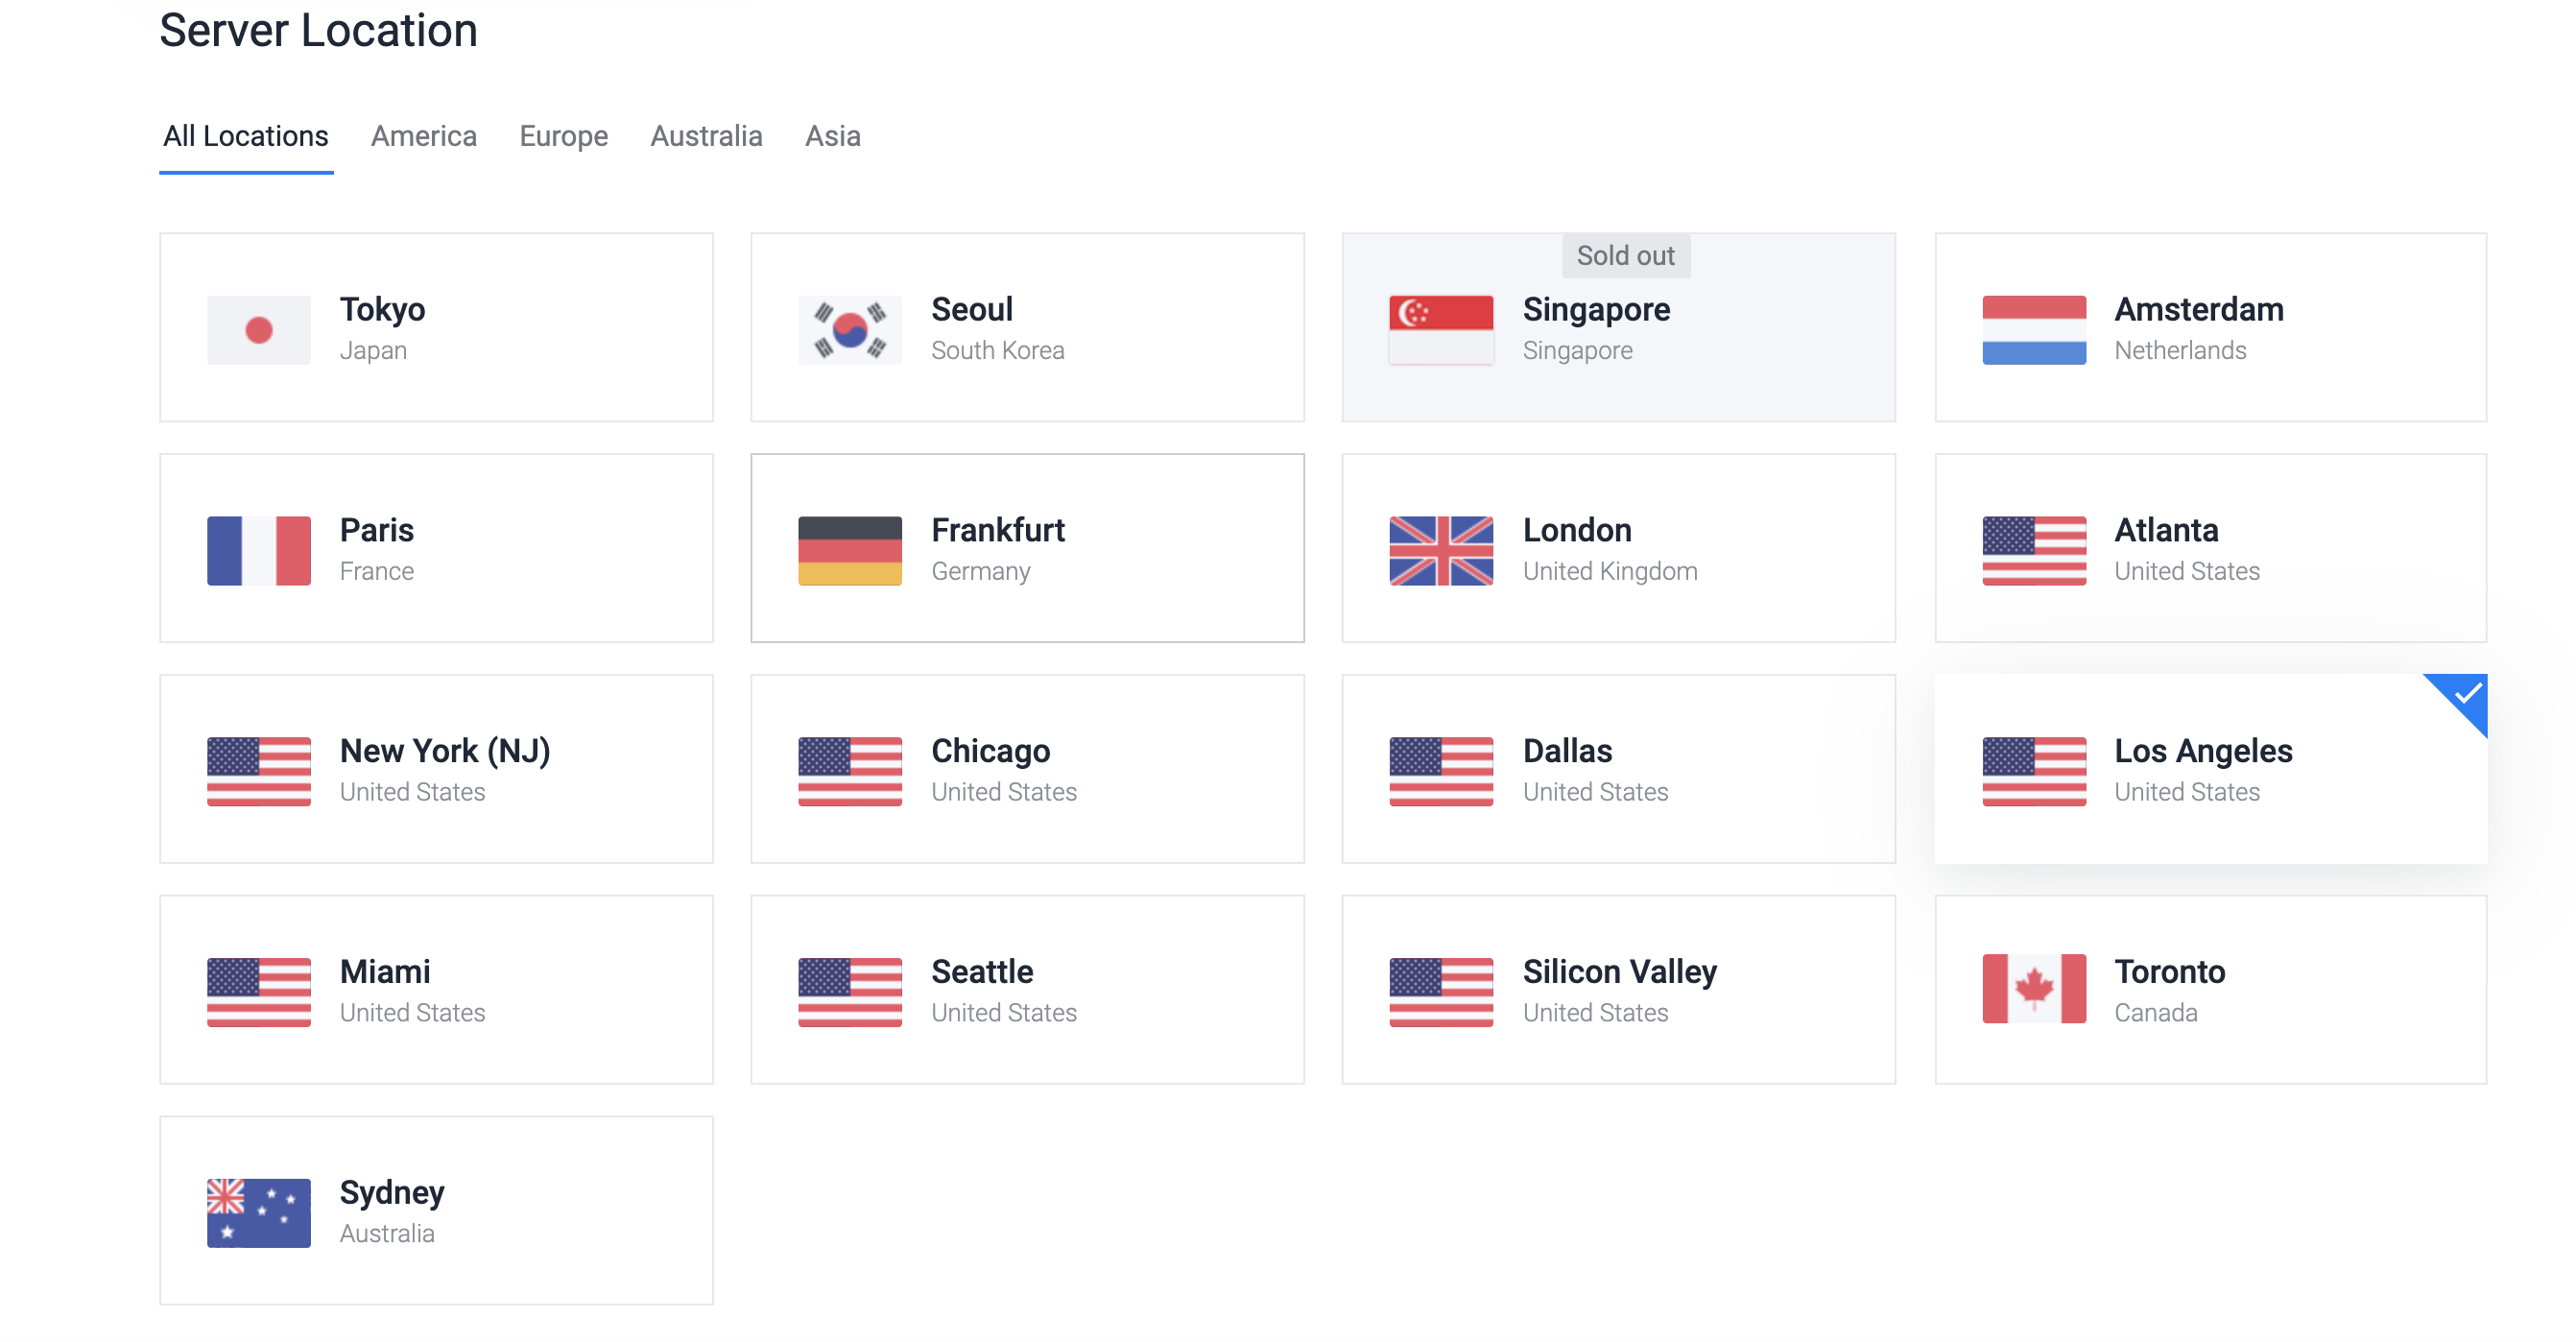 Server Location
All Locations America Europe Australia Asia
Tokyo
Japan
Seoul
South Korea
Sold out
Singapore
Singapore
Amsterdam
Netherlands
Paris
France
Frankfurt
Germany
London
United Kingdom
Atlanta
United States
New York (NJ)
United States
Chicago
United States
Dallas
United States
Los Angeles
United States
Miami
United States
Seattle
United States
Silicon Valley
United States
Toronto
Canada
Sydney
Australia